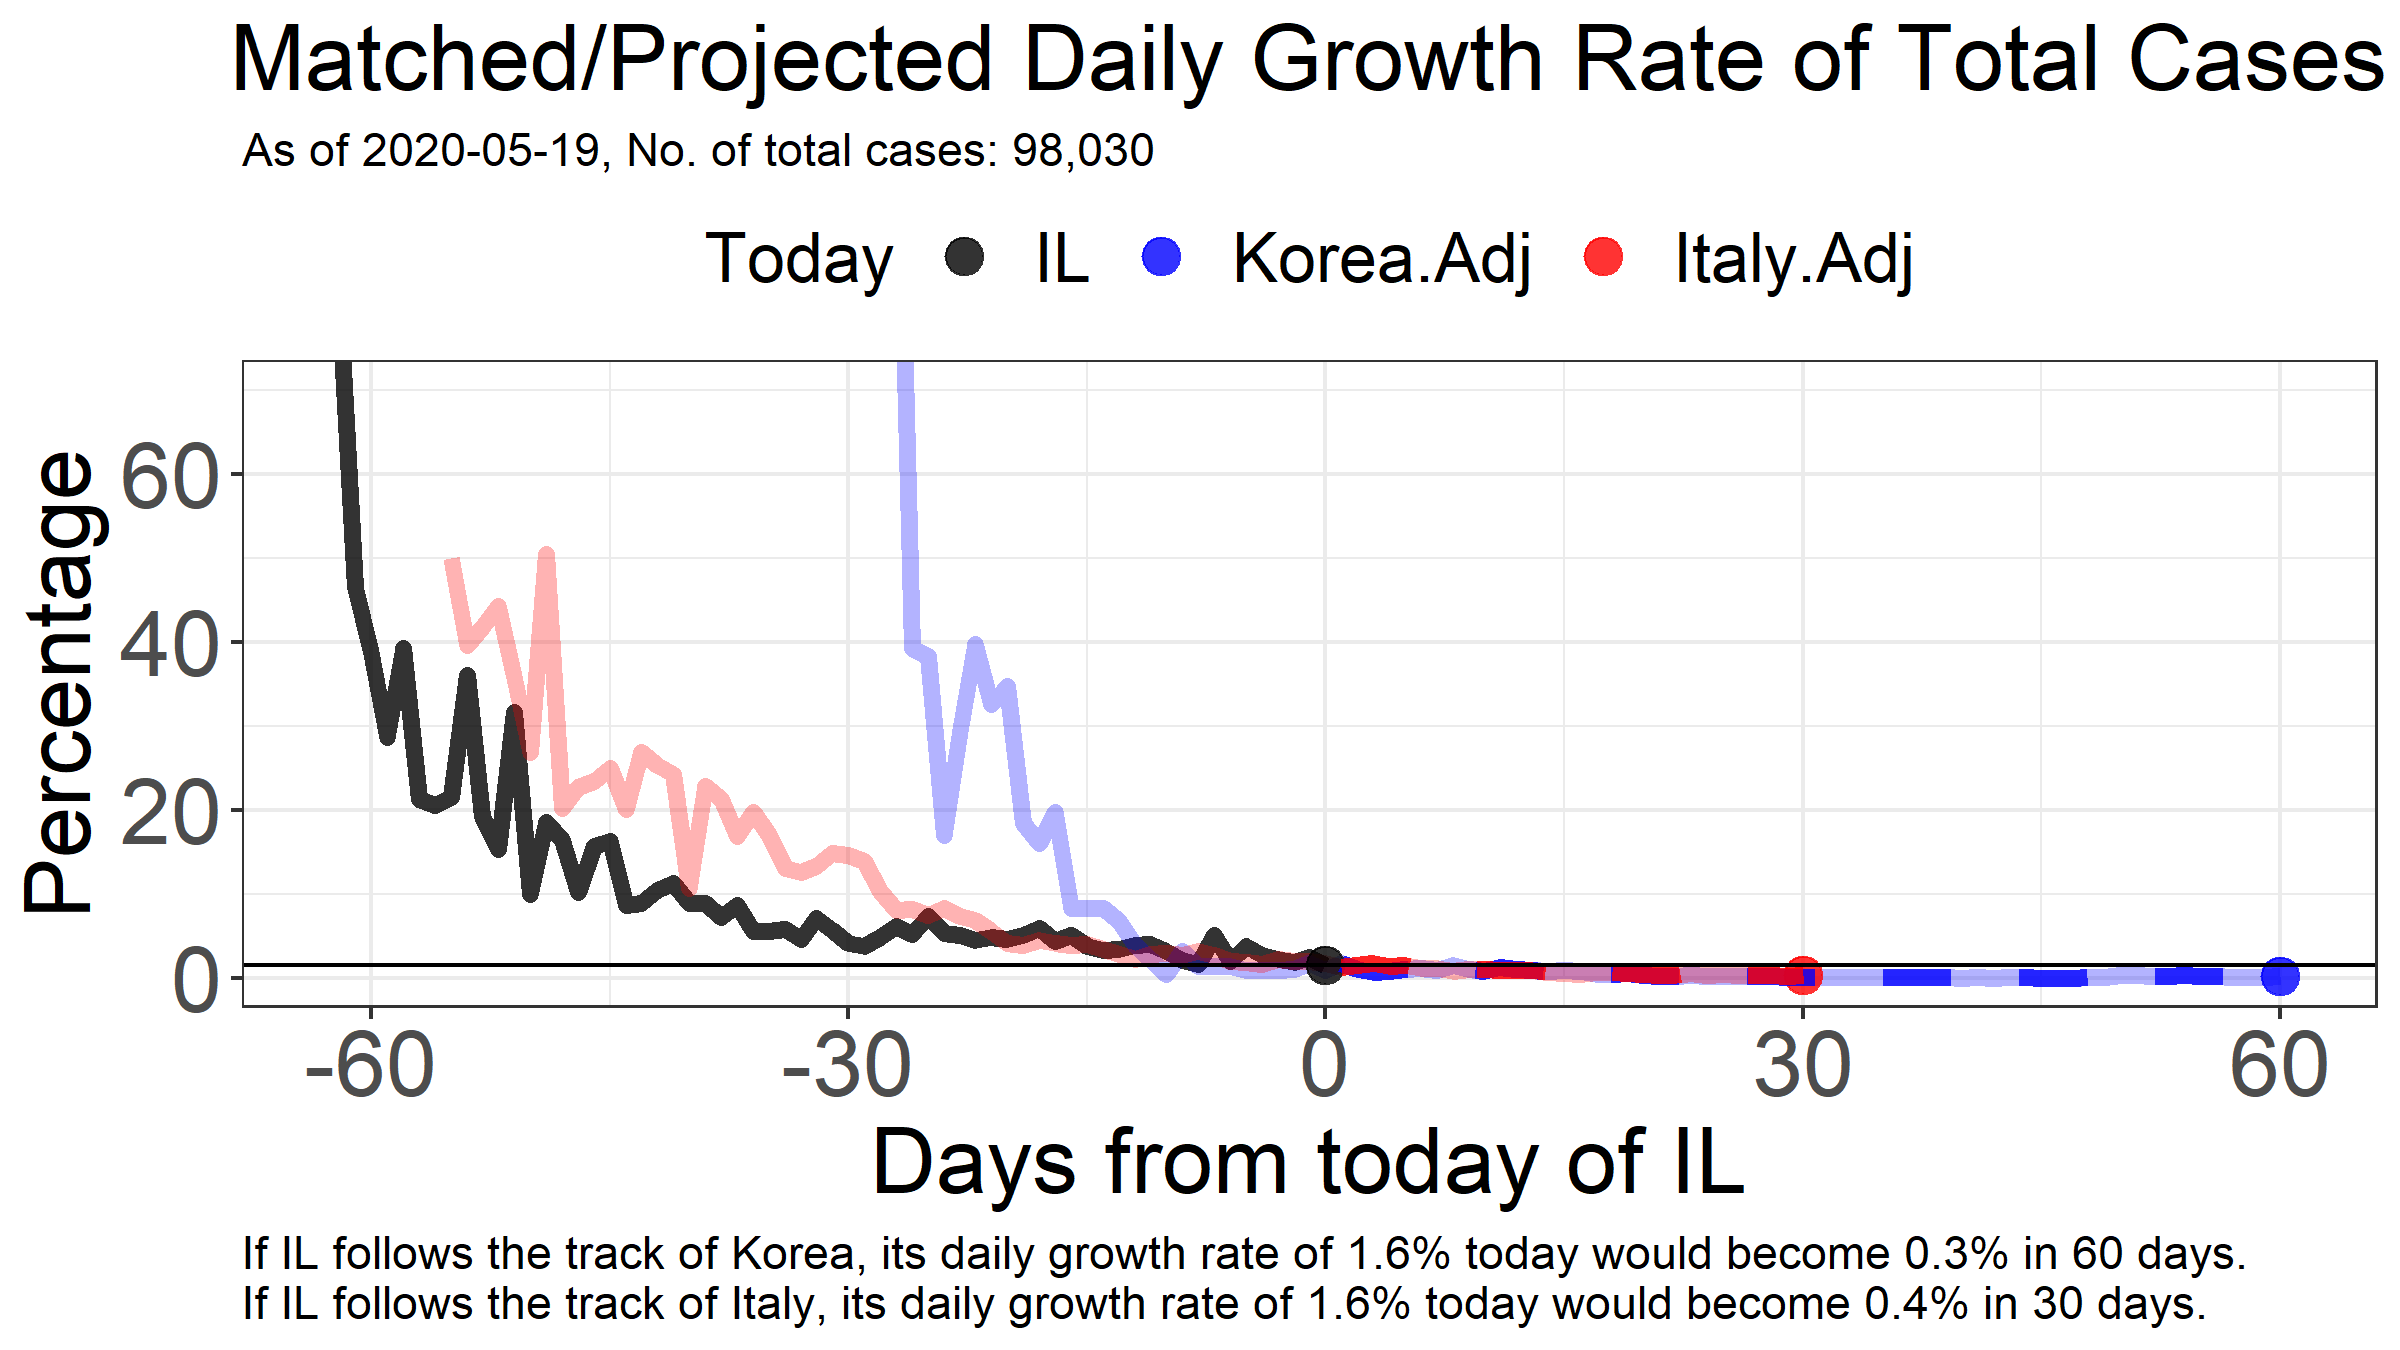 Matched/Projected Daily Growth Rate of Total Cases
As of 2020-05-19, No. of total cases: 98,030
Today IL Korea.Adj Italy.Adj
Percentage
60
40
20
0
-60 -30 0 30 60
Days from today of IL
If IL follows the track of Korea, its daily growth rate of 1.6% today would become 0.3% in 60 days.
If IL follows the track of Italy, its daily growth rate of 1.6% today would become 0.4% in 30 days.